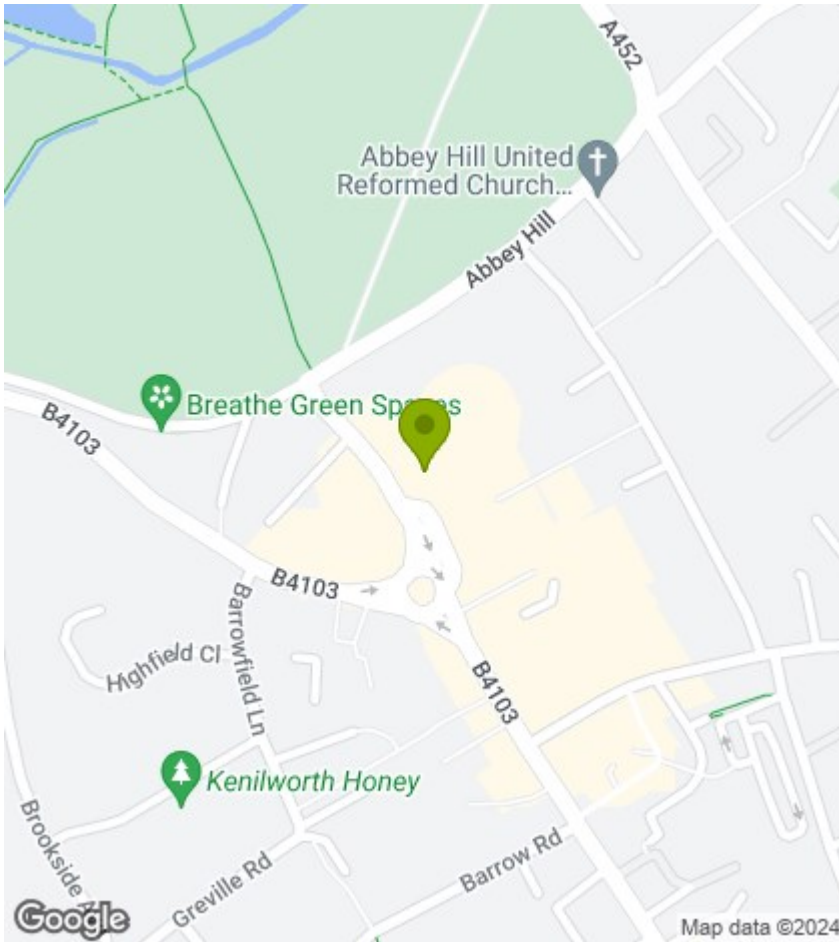 A452
Abbey Hill United
Reformed Church...
Abbey Hill
Breathe Green Spaces
B4103
B4103
Barrowfield Ln
Highfield Cl
B4103
Kenilworth Honey
Brookside A
Greville Rd
Barrow Rd
Google
Map data ©2024